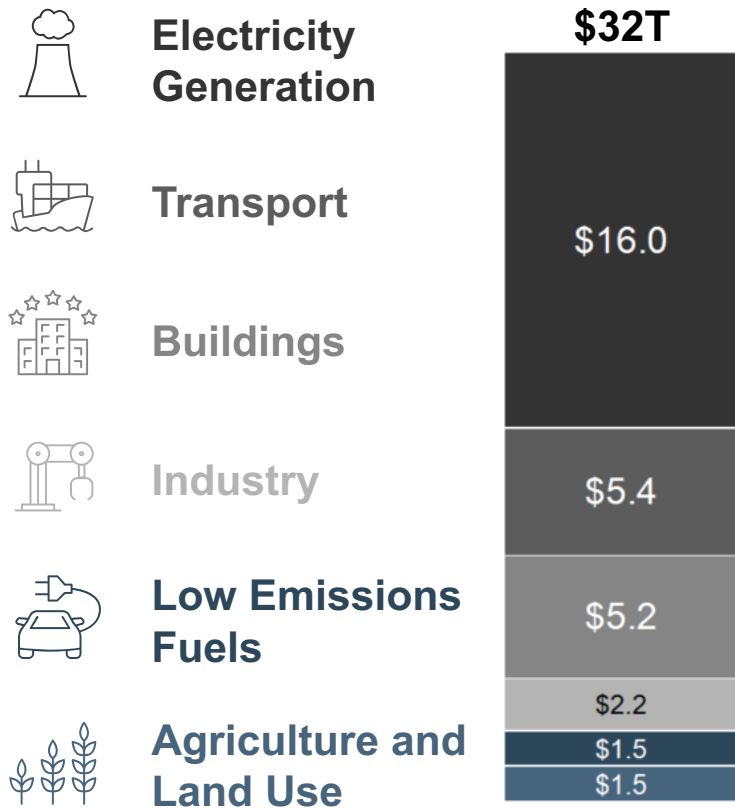 Electricity
Generation
Transport
Buildings
Industry
Low Emissions
Fuels
Agriculture and
Land Use
$32T
$16.0
$5.4
$5.2
$2.2
$1.5
$1.5